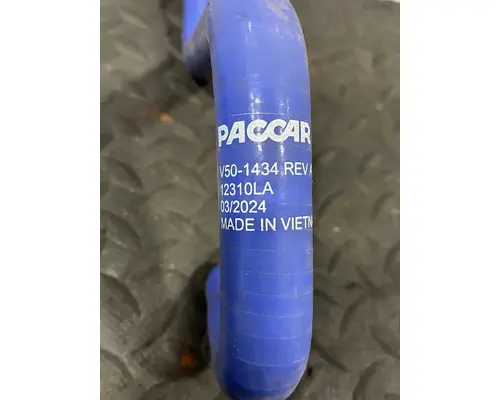 PACCAR
V50-1434 REV A
12310LA
03/2024
MADE IN VIETN